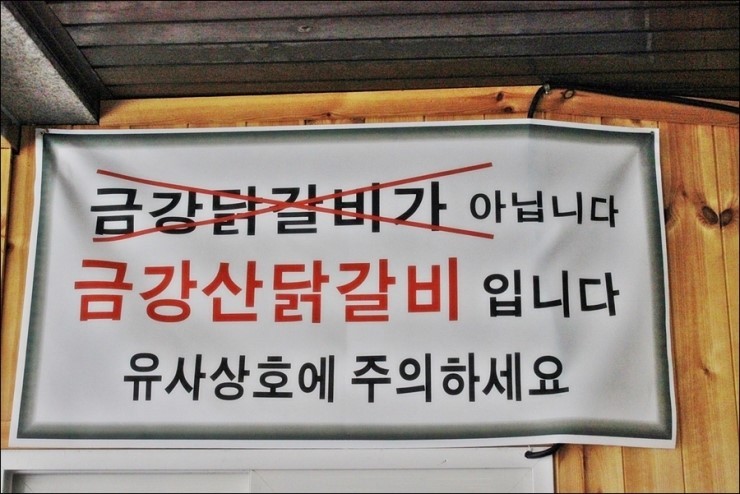 금강닭갈비가 아닙니다
금강산닭갈비 입니다
유사상호에 주의하세요